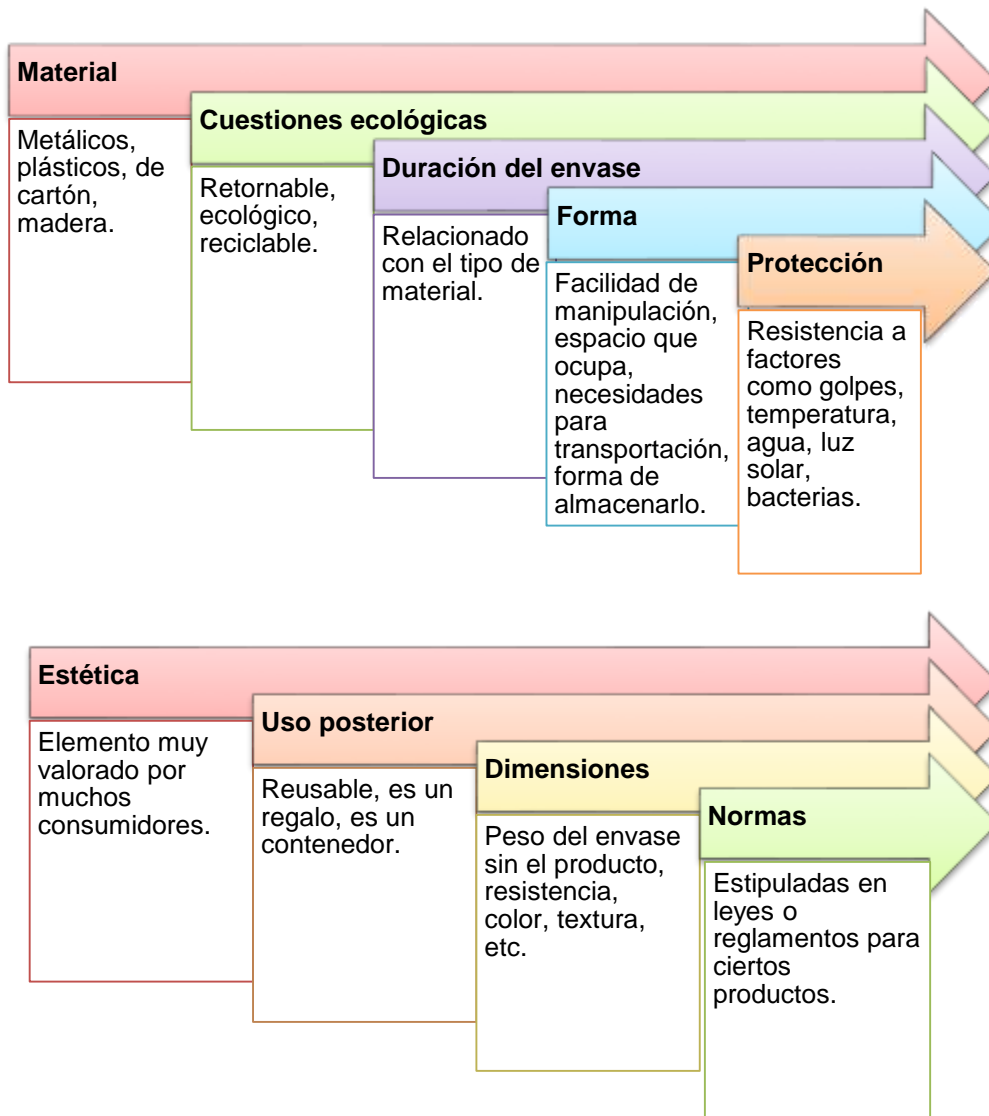 Material
Metálicos,
plásticos, de
cartón,
madera.
Cuestiones ecológicas
Retornable,
ecológico,
reciclable.
Duración del envase
Relacionado
con el tipo de
material.
Forma
Facilidad de
manipulación,
espacio que
ocupa,
necesidades
para
transportación,
forma de
almacenarlo.
Protección
Resistencia a
factores
como golpes,
temperatura,
agua, luz
solar,
bacterias.
Estética
Elemento muy
valorado por
muchos
consumidores.
Uso posterior
Reusable, es un
regalo, es un
contenedor.
Dimensiones
Peso del envase
sin el producto,
resistencia,
color, textura,
etc.
Normas
Estipuladas en
leyes o
reglamentos para
ciertos
productos.